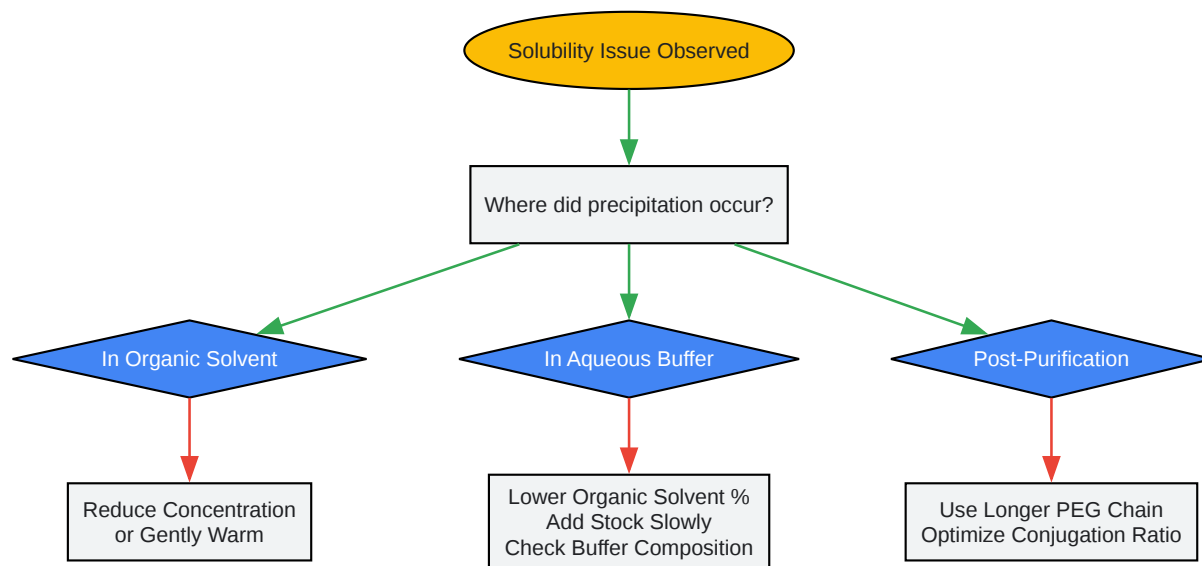 Solubility Issue Observed
Where did precipitation occur?
In Organic Solvent
In Aqueous Buffer
Post-Purification
Reduce Concentration
or Gently Warm
Lower Organic Solvent %
Add Stock Slowly
Check Buffer Composition
Use Longer PEG Chain
Optimize Conjugation Ratio